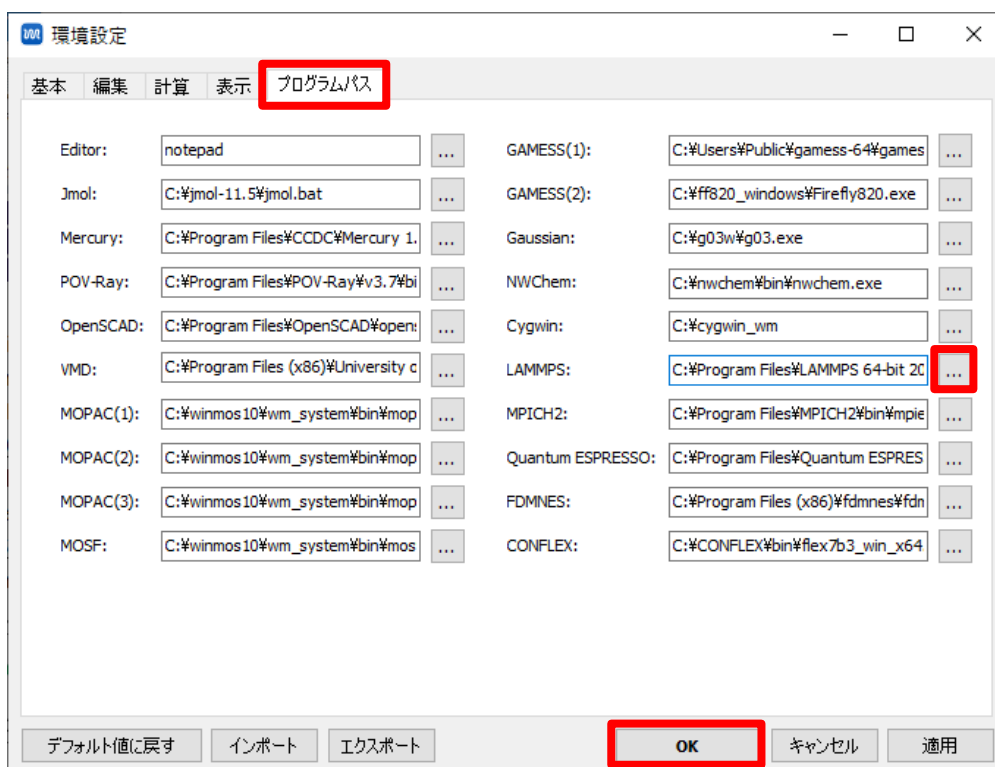 環境設定
基本 編集 計算 表示 プログラムパス
Editor: notepad ...
GAMESS(1): C:¥Users¥Public¥gamess-64¥games ...
Jmol: C:¥jmol-11.5¥jmol.bat ...
GAMESS(2): C:¥ff820_windows¥Firefly820.exe ...
Mercury: C:¥Program Files¥CCDC¥Mercury 1. ...
Gaussian: C:¥g03w¥g03.exe ...
POV-Ray: C:¥Program Files¥POV-Ray¥v3.7¥bi ...
NWChem: C:¥nwchem¥bin¥nwchem.exe ...
OpenSCAD: C:¥Program Files¥OpenSCAD¥open: ...
Cygwin: C:¥cygwin_wm ...
VMD: C:¥Program Files (x86)¥University o ...
LAMMPS: C:¥Program Files¥LAMMPS 64-bit 20 ...
MOPAC(1): C:¥winmos10¥wm_system¥bin¥mop ...
MPICH2: C:¥Program Files¥MPICH2¥bin¥mpie ...
MOPAC(2): C:¥winmos10¥wm_system¥bin¥mop ...
Quantum ESPRESSO: C:¥Program Files¥Quantum ESPRES ...
MOPAC(3): C:¥winmos10¥wm_system¥bin¥mop ...
FDMNES: C:¥Program Files (x86)¥fdmnes¥fdn ...
MOSF: C:¥winmos10¥wm_system¥bin¥mos ...
CONFLEX: C:¥CONFLEX¥bin¥flex7b3_win_x64 ...
デフォルト値に戻す インポート エクスポート OK キャンセル 適用